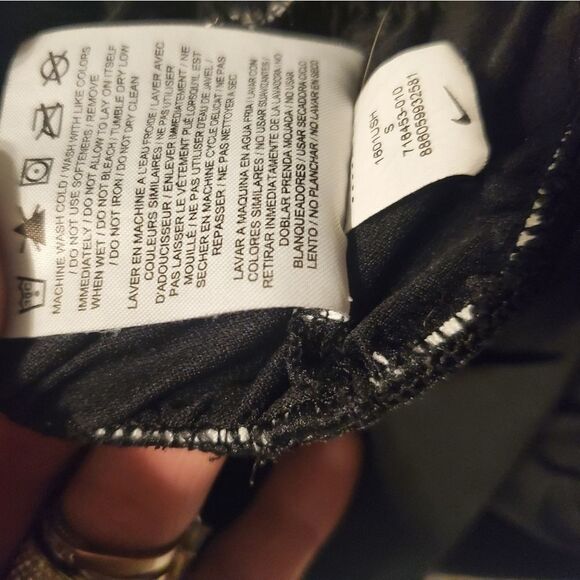 MACHINE WASH COLD / WASH WITH LIKE COLORS
/ DO NOT USE SOFTENERS / REMOVE
IMMEDIATELY / DO NOT ALLOW TO LAY ON ITSELF
WHEN WET / DO NOT BLEACH / TUMBLE DRY LOW
/ DO NOT IRON / DO NOT DRY CLEAN
LAVER EN MACHINE À L'EAU FROIDE / LAVER AVEC
COULEURS SIMILAIRES / NE PAS UTILISER
D'ADOUCISSEUR / ENLEVER IMMÉDIATEMENT / NE
PAS LAISSER LE VÊTEMENT PLIÉ LORSQU'IL EST
MOUILLÉ / NE PAS UTILISER D'EAU DE JAVEL /
SECHER EN MACHINE CYCLE DELICAT / NE PAS
REPASSER / NE PAS NETTOYER À SEC
LAVAR A MAQUINA EN AGUA FRIA / LAVAR CON
COLORES SIMILARES / NO USAR SUAVIZANTES /
RETIRAR INMEDIATAMENTE DE LA LAVADORA / NO
DOBLAR PRENDA MOJADA / NO USAR
BLANQUEADORES / USAR SECADORA CICLO
LENTO / NO PLANCHAR / NO LAVAR EN SECO
1801USH
S
718453-010
886059932581